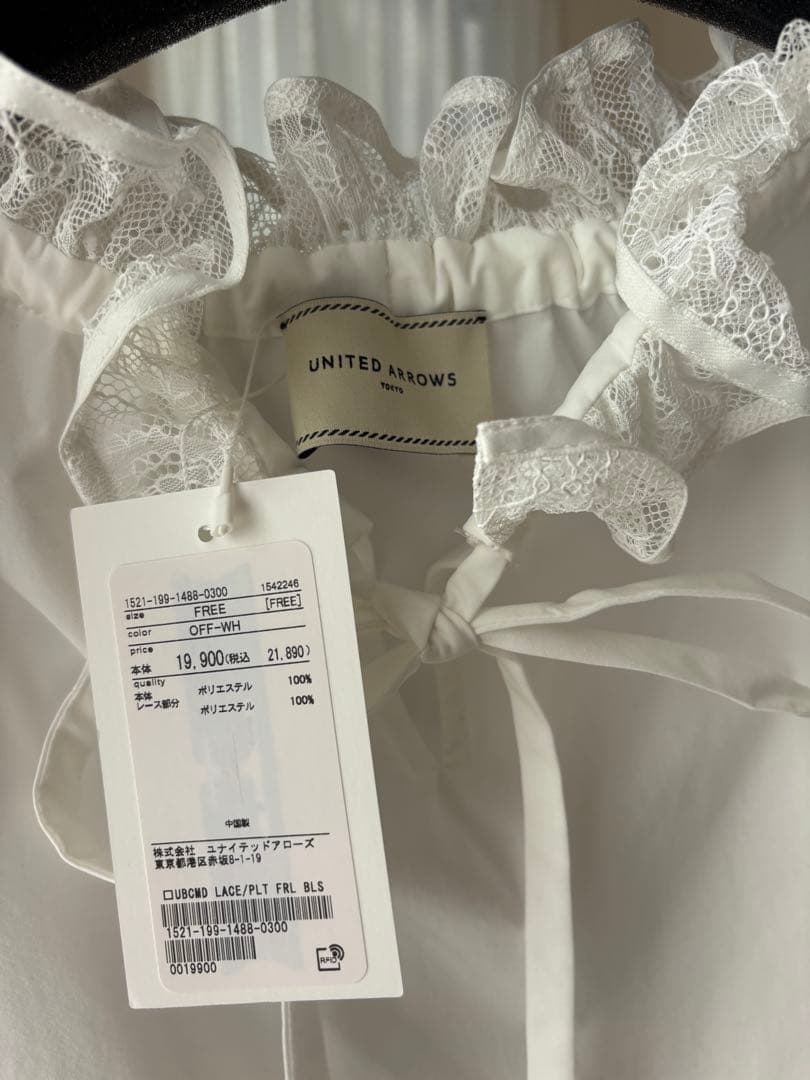 UNITED ARROWS
TOKYO
1521-199-1488-0300 1542246
size FREE [FREE]
color OFF-WH
price
本体 19,900(税込 21,890)
quality
本体 ポリエステル 100%
レース部分 ポリエステル 100%
中国製
株式会社 ユナイテッドアローズ
東京都港区赤坂8-1-19
□UBCMD LACE/PLT FRL BLS
1521-199-1488-0300
0019900
RFID